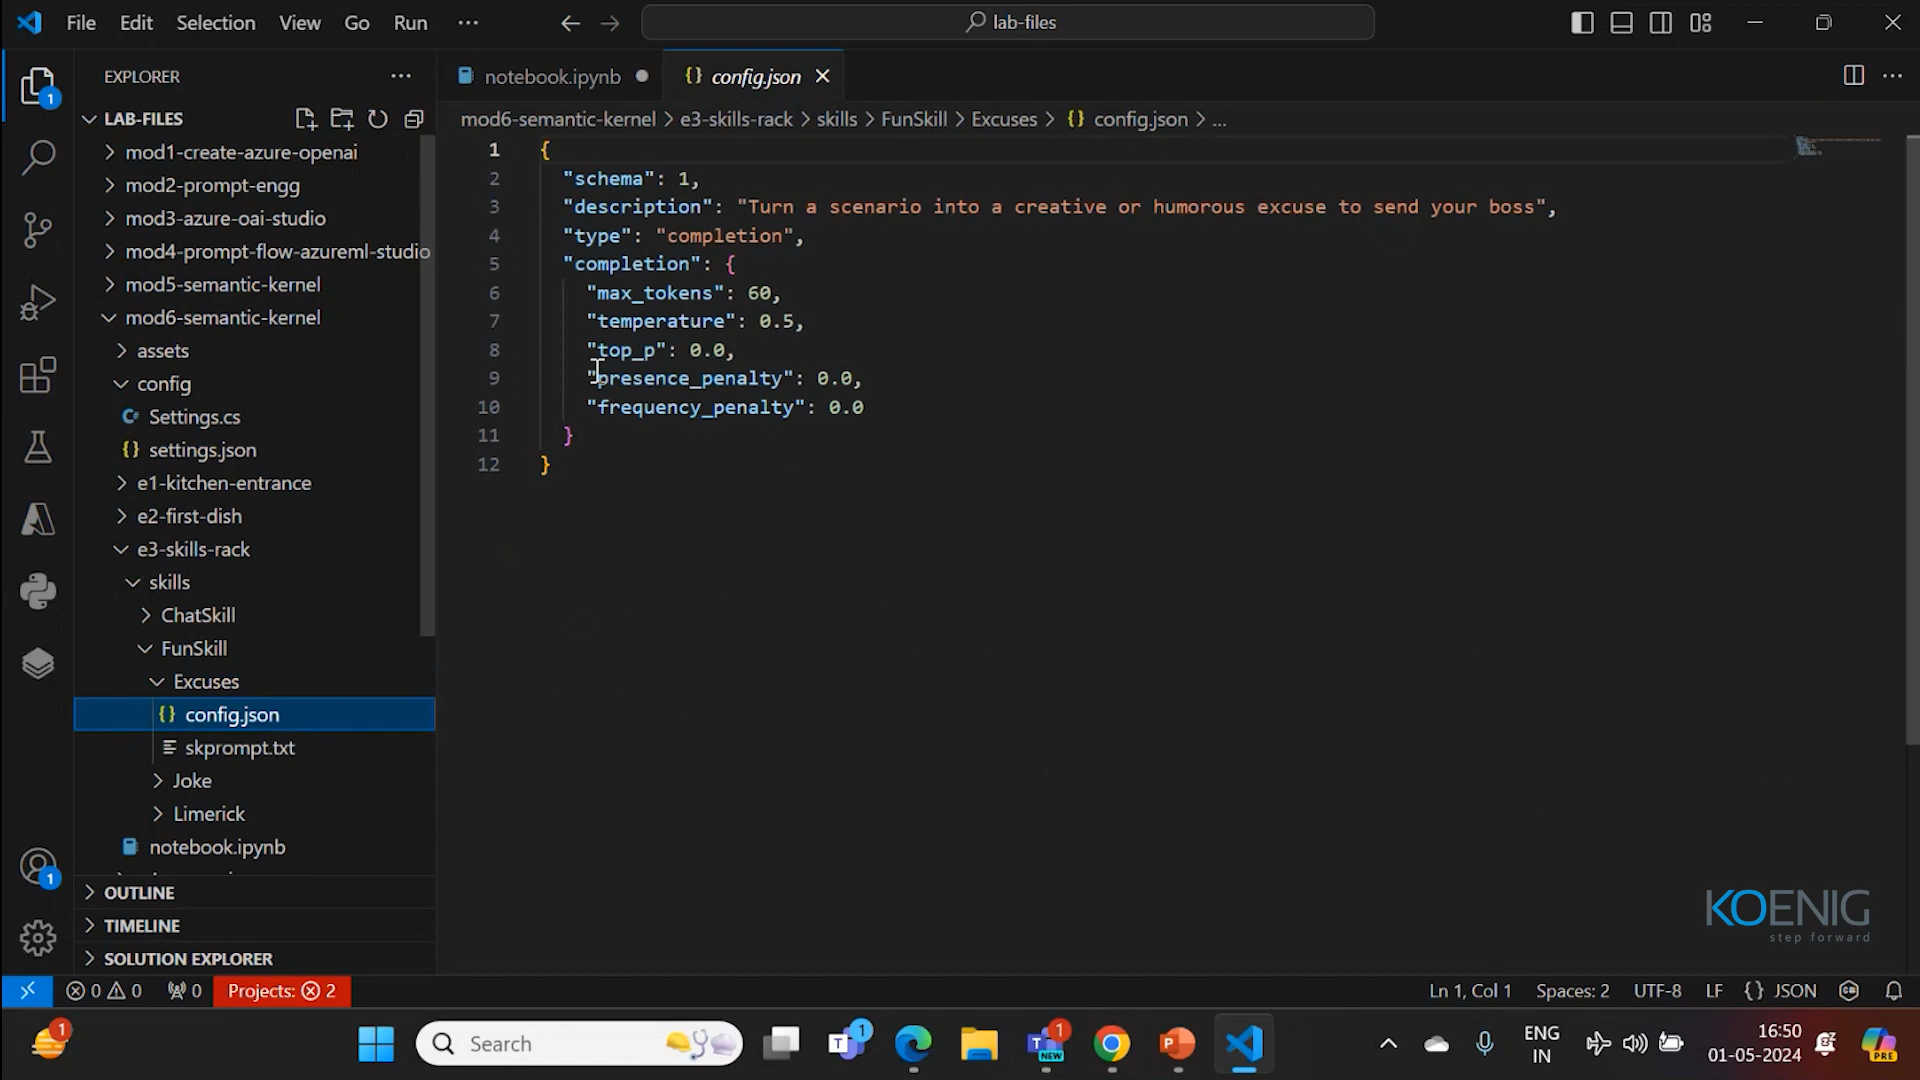 File Edit Selection View Go Run ··· lab-files
EXPLORER ···
LAB-FILES
mod1-create-azure-openai
mod2-prompt-engg
mod3-azure-oai-studio
mod4-prompt-flow-azureml-studio
mod5-semantic-kernel
mod6-semantic-kernel
assets
config
Settings.cs
settings.json
e1-kitchen-entrance
e2-first-dish
e3-skills-rack
skills
ChatSkill
FunSkill
Excuses
config.json
skprompt.txt
Joke
Limerick
notebook.ipynb
OUTLINE
TIMELINE
SOLUTION EXPLORER
1
1
notebook.ipynb {} config.json
mod6-semantic-kernel > e3-skills-rack > skills > FunSkill > Excuses > {} config.json > ...
1 {
2 "schema": 1,
3 "description": "Turn a scenario into a creative or humorous excuse to send your boss",
4 "type": "completion",
5 "completion": {
6 "max_tokens": 60,
7 "temperature": 0.5,
8 "top_p": 0.0,
9 "presence_penalty": 0.0,
10 "frequency_penalty": 0.0
11 }
12 }
KOENIG
step forward
0 0 0 Projects: 2 Ln 1, Col 1 Spaces: 2 UTF-8 LF {} JSON
1 Search 1 1 NEW ENG 16:50
IN 01-05-2024 PRE